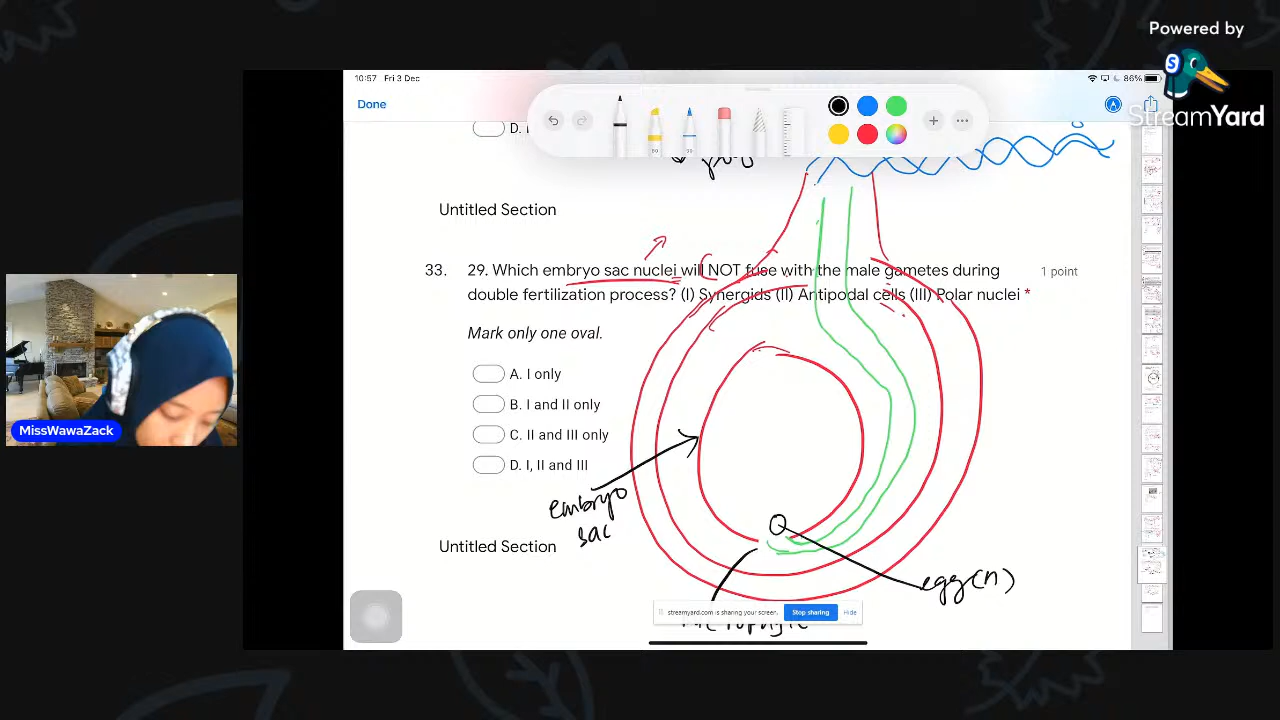 Powered by
StreamYard
10:57 Fri 3 Dec
86%
Done
D.
Untitled Section
33.
29. Which embryo sac nuclei will NOT fuse with the male gametes during
1 point
double fertilization process? (I) Synergids (II) Antipodal cells (III) Polar nuclei *
Mark only one oval.
A. I only
B. I and II only
C. II and III only
D. I, II and III
MissWawaZack
embryo
sac
Untitled Section
egg (n)
streamyard.com is sharing your screen.
Stop sharing
Hide